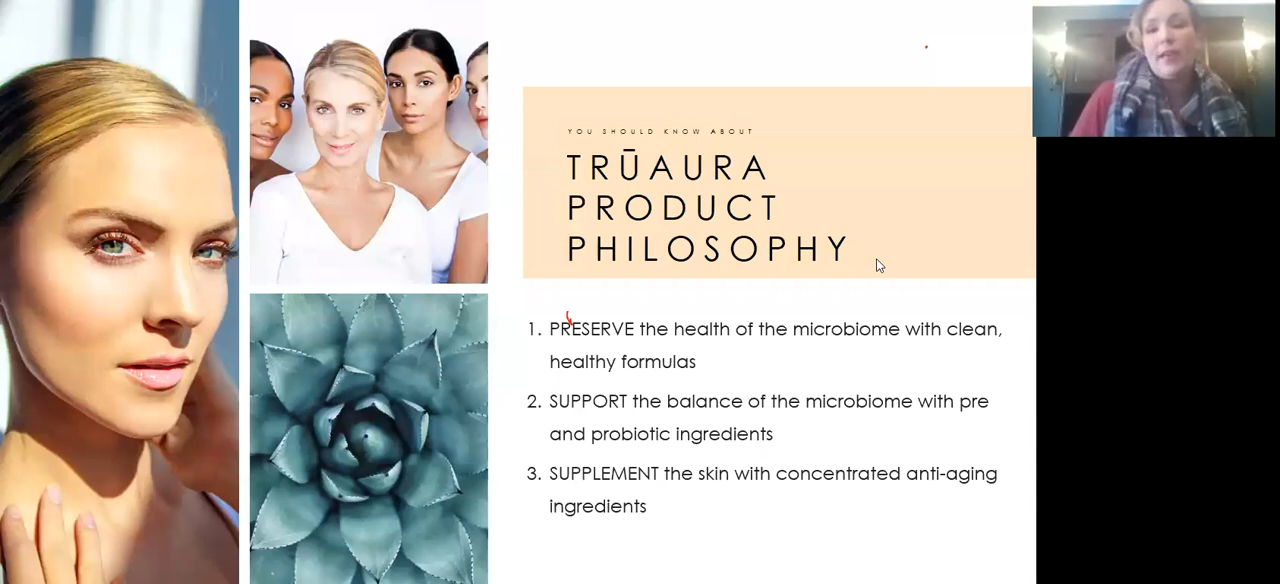 YOU SHOULD KNOW ABOUT
TRŪAURA
PRODUCT
PHILOSOPHY
1. PRESERVE the health of the microbiome with clean,
healthy formulas
2. SUPPORT the balance of the microbiome with pre
and probiotic ingredients
3. SUPPLEMENT the skin with concentrated anti-aging
ingredients